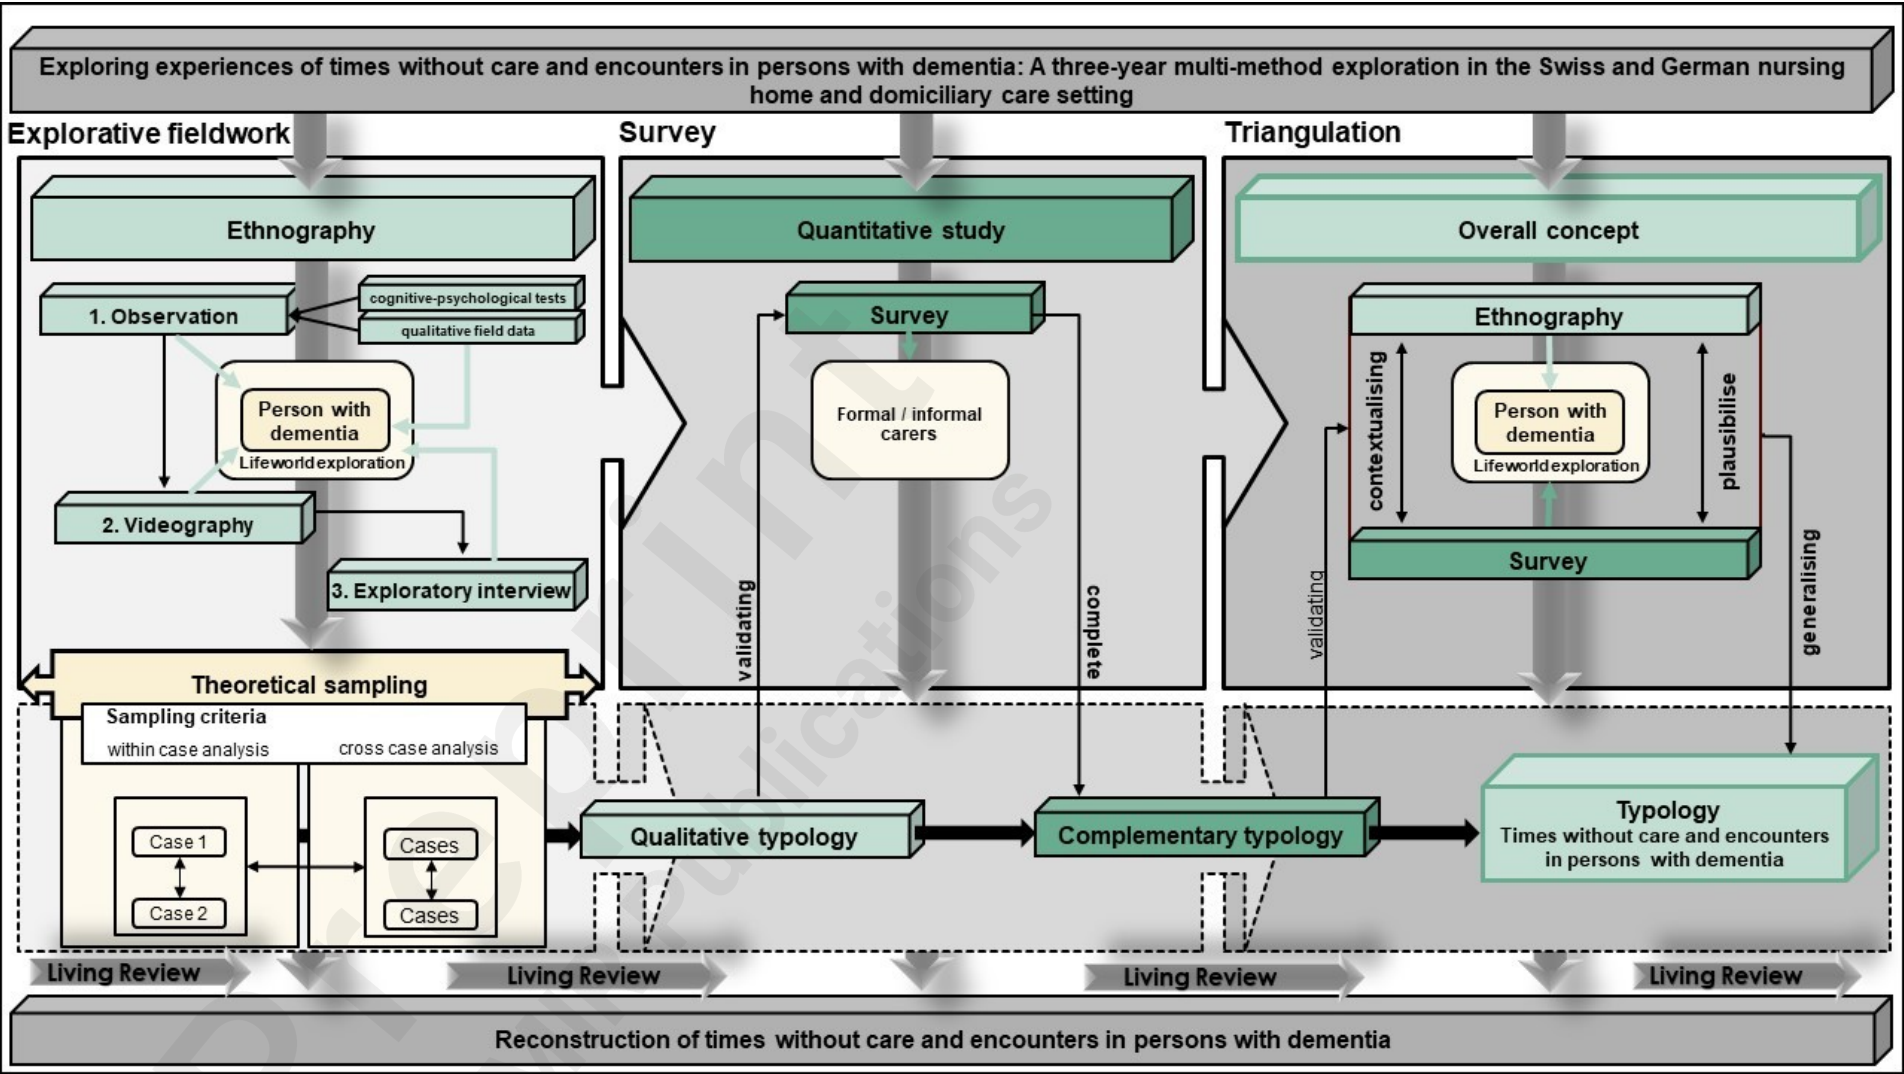 Exploring experiences of times without care and encounters in persons with dementia: A three-year multi-method exploration in the Swiss and German nursing
home and domiciliary care setting
Explorative fieldwork
Survey
Triangulation
Ethnography
Quantitative study
Overall concept
1. Observation
cognitive-psychological tests
qualitative field data
Person with
dementia
Lifeworld exploration
2. Videography
3. Exploratory interview
Survey
Formal / informal
carers
validating
complete
Ethnography
contextualising
Person with
dementia
Lifeworld exploration
plausibilise
Survey
validating
generalising
Theoretical sampling
Sampling criteria
within case analysis
cross case analysis
Case 1
Case 2
Cases
Cases
Qualitative typology
Complementary typology
Typology
Times without care and encounters
in persons with dementia
Living Review
Living Review
Living Review
Living Review
Reconstruction of times without care and encounters in persons with dementia
Preprint
JMIR Publications